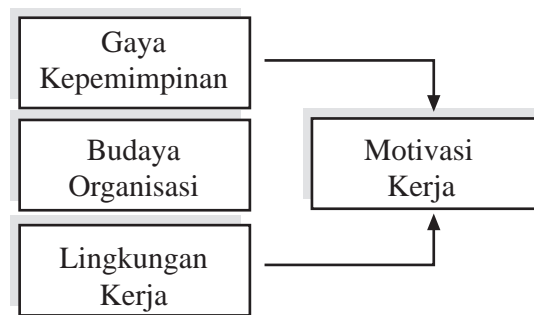 Gaya
Kepemimpinan
Budaya
Organisasi
Motivasi
Kerja
Lingkungan
Kerja